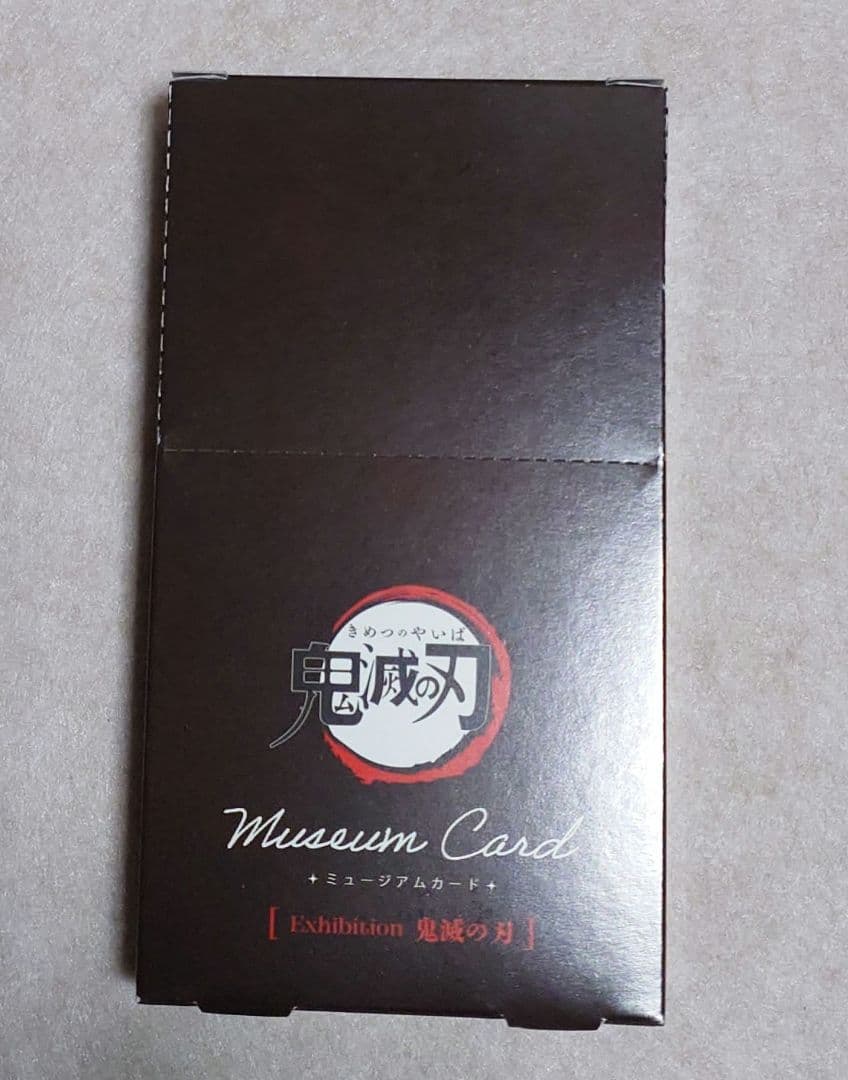 きめつのやいば
鬼滅の刃
Museum Card
✦ミュージアムカード✦
[ Exhibition 鬼滅の刃 ]